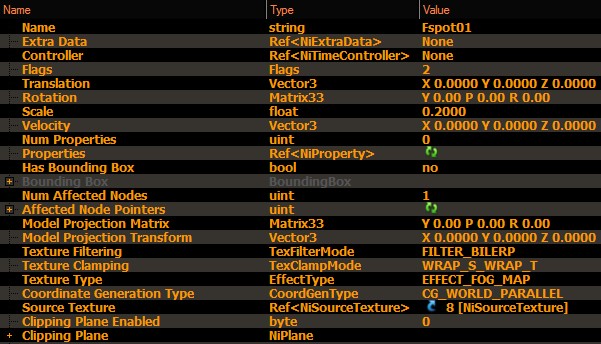 Name Type Value
Name string Fspot01
Extra Data Ref<NiExtraData> None
Controller Ref<NiTimeController> None
Flags Flags 2
Translation Vector3 X 0.0000 Y 0.0000 Z 0.0000
Rotation Matrix33 Y 0.00 P 0.00 R 0.00
Scale float 0.2000
Velocity Vector3 X 0.0000 Y 0.0000 Z 0.0000
Num Properties uint 0
Properties Ref<NiProperty>
Has Bounding Box bool no
Bounding Box BoundingBox
Num Affected Nodes uint 1
Affected Node Pointers uint
Model Projection Matrix Matrix33 Y 0.00 P 0.00 R 0.00
Model Projection Transform Vector3 X 0.0000 Y 0.0000 Z 0.0000
Texture Filtering TexFilterMode FILTER_BILERP
Texture Clamping TexClampMode WRAP_S_WRAP_T
Texture Type EffectType EFFECT_FOG_MAP
Coordinate Generation Type CoordGenType CG_WORLD_PARALLEL
Source Texture Ref<NiSourceTexture> 8 [NiSourceTexture]
Clipping Plane Enabled byte 0
Clipping Plane NiPlane